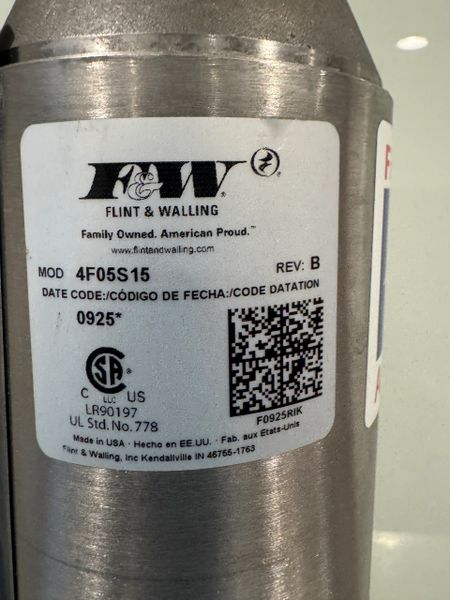 F&W®
FLINT & WALLING
Family Owned. American Proud.™
www.flintandwalling.com
MOD 4F05S15 REV: B
DATE CODE:/CÓDIGO DE FECHA:/CODE DATATION
0925*
CSA®
C LLC US
LR90197
UL Std. No. 778
F0925RIK
Made in USA · Hecho en EE.UU. · Fab. aux Etats-Unis
Flint & Walling, Inc Kendallville IN 46755-1763